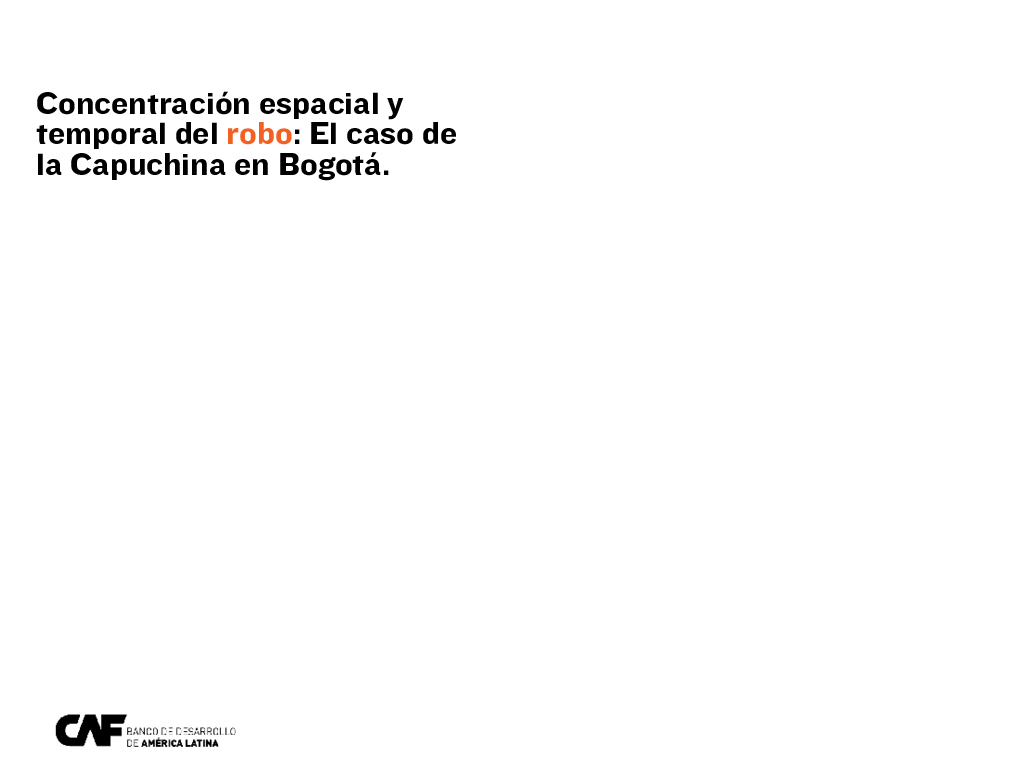 Concentración espacial y
temporal del robo: El caso de
la Capuchina en Bogotá.
CAF BANCO DE DESARROLLO
DE AMÉRICA LATINA